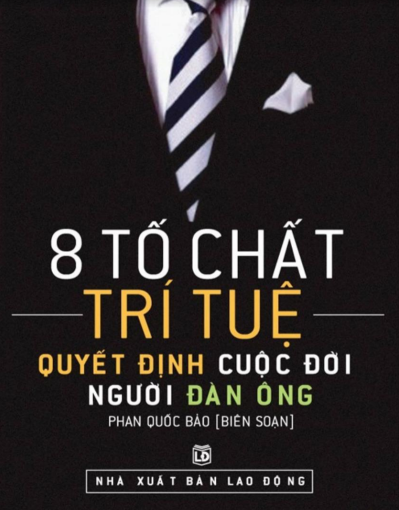 8 TỐ CHẤT
TRÍ TUỆ
QUYẾT ĐỊNH CUỘC ĐỜI
NGƯỜI ĐÀN ÔNG
PHAN QUỐC BẢO [BIÊN SOẠN]
LĐ
NHÀ XUẤT BẢN LAO ĐỘNG